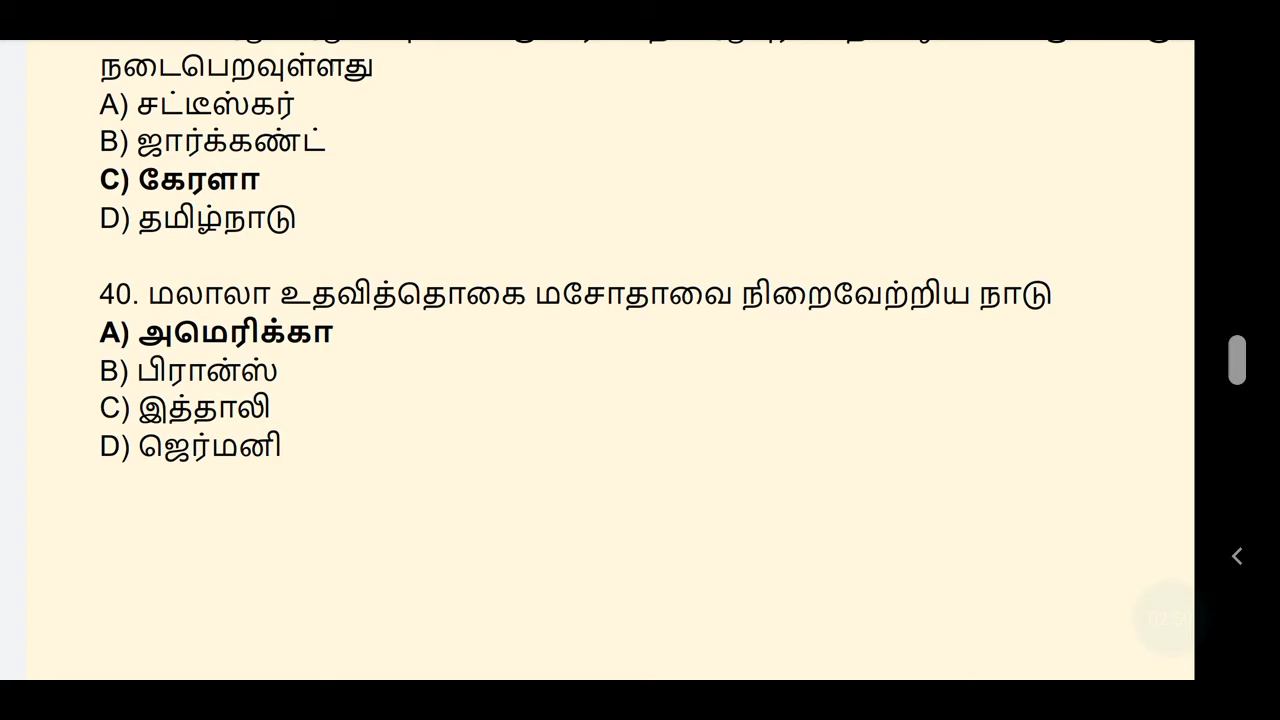 நடைபெறவுள்ளது
A) சட்டீஸ்கர்
B) ஜார்க்கண்ட்
C) கேரளா
D) தமிழ்நாடு
40. மலாலா உதவித்தொகை மசோதாவை நிறைவேற்றிய நாடு
A) அமெரிக்கா
B) பிரான்ஸ்
C) இத்தாலி
D) ஜெர்மனி